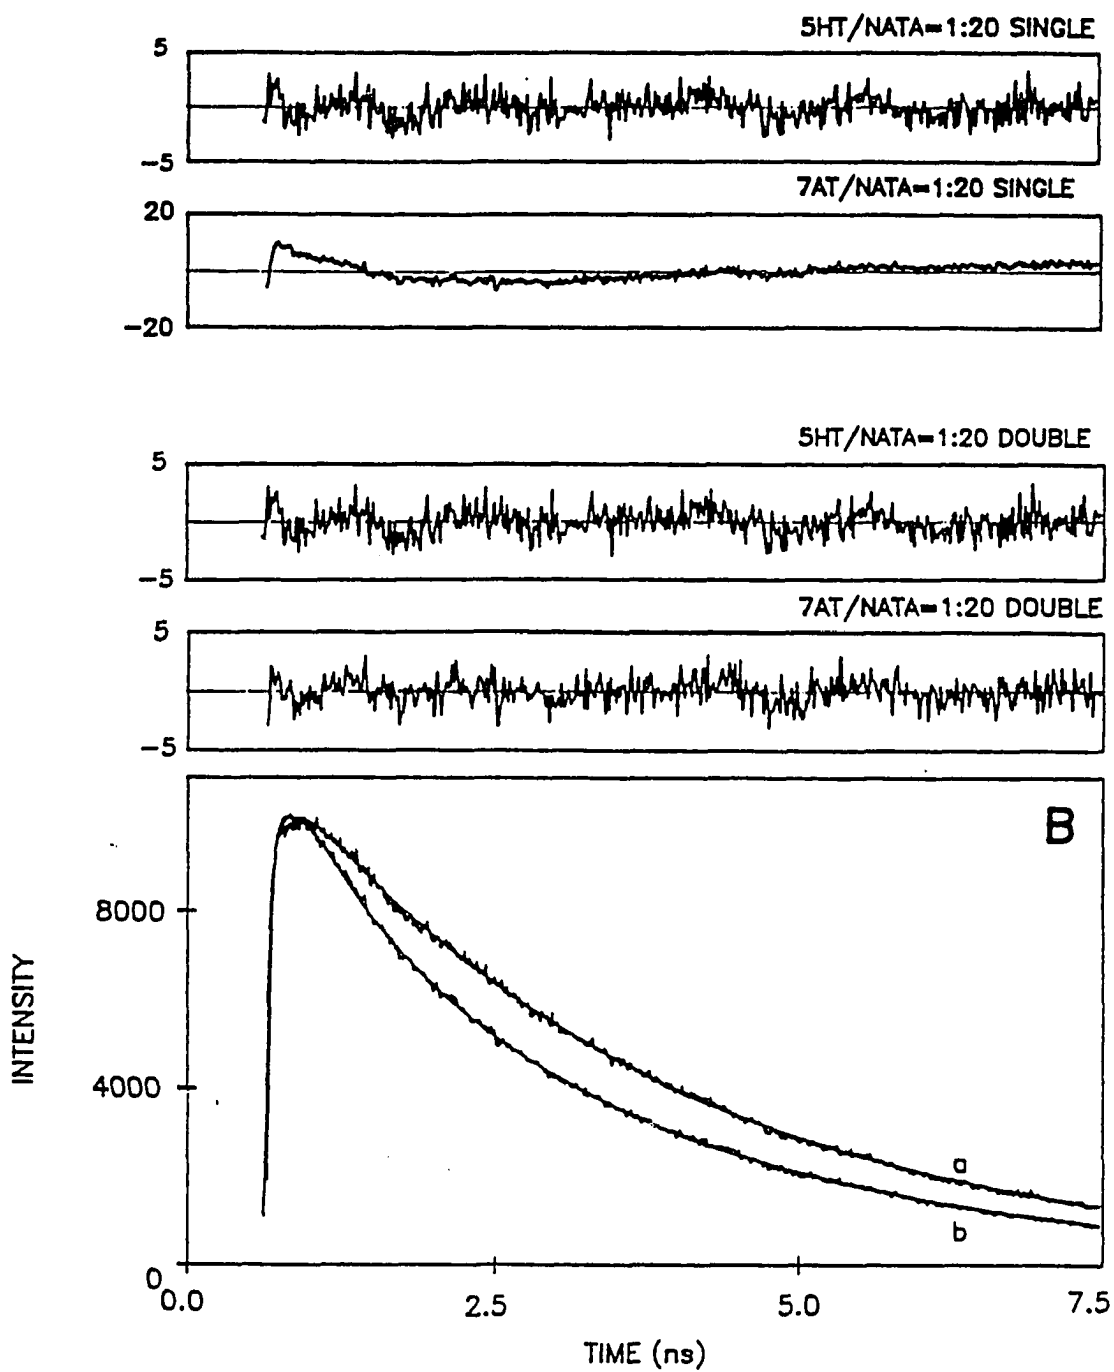 5HT/NATA=1:20 SINGLE
5
-5
7AT/NATA=1:20 SINGLE
20
-20
5HT/NATA=1:20 DOUBLE
5
-5
7AT/NATA=1:20 DOUBLE
5
-5
B
8000
4000
0
INTENSITY
a
b
0.0 2.5 5.0 7.5
TIME (ns)